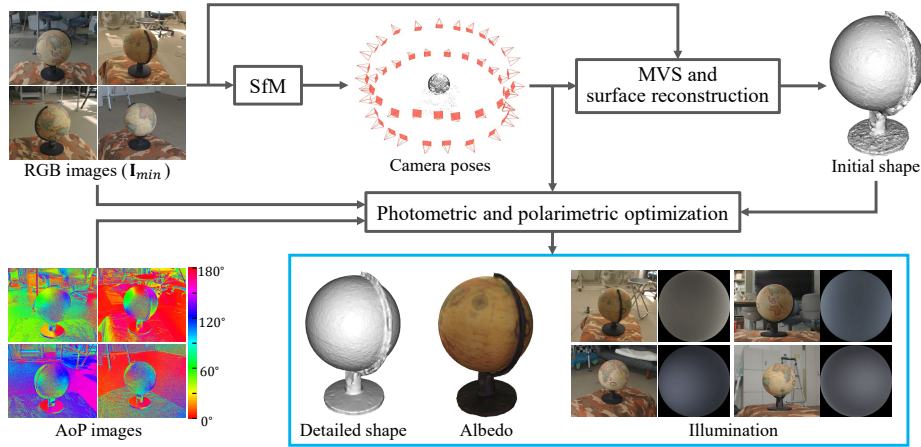 SfM
MVS and
surface reconstruction
RGB images (I_min)
Camera poses
Initial shape
Photometric and polarimetric optimization
180°
120°
60°
0°
AoP images
Detailed shape
Albedo
Illumination